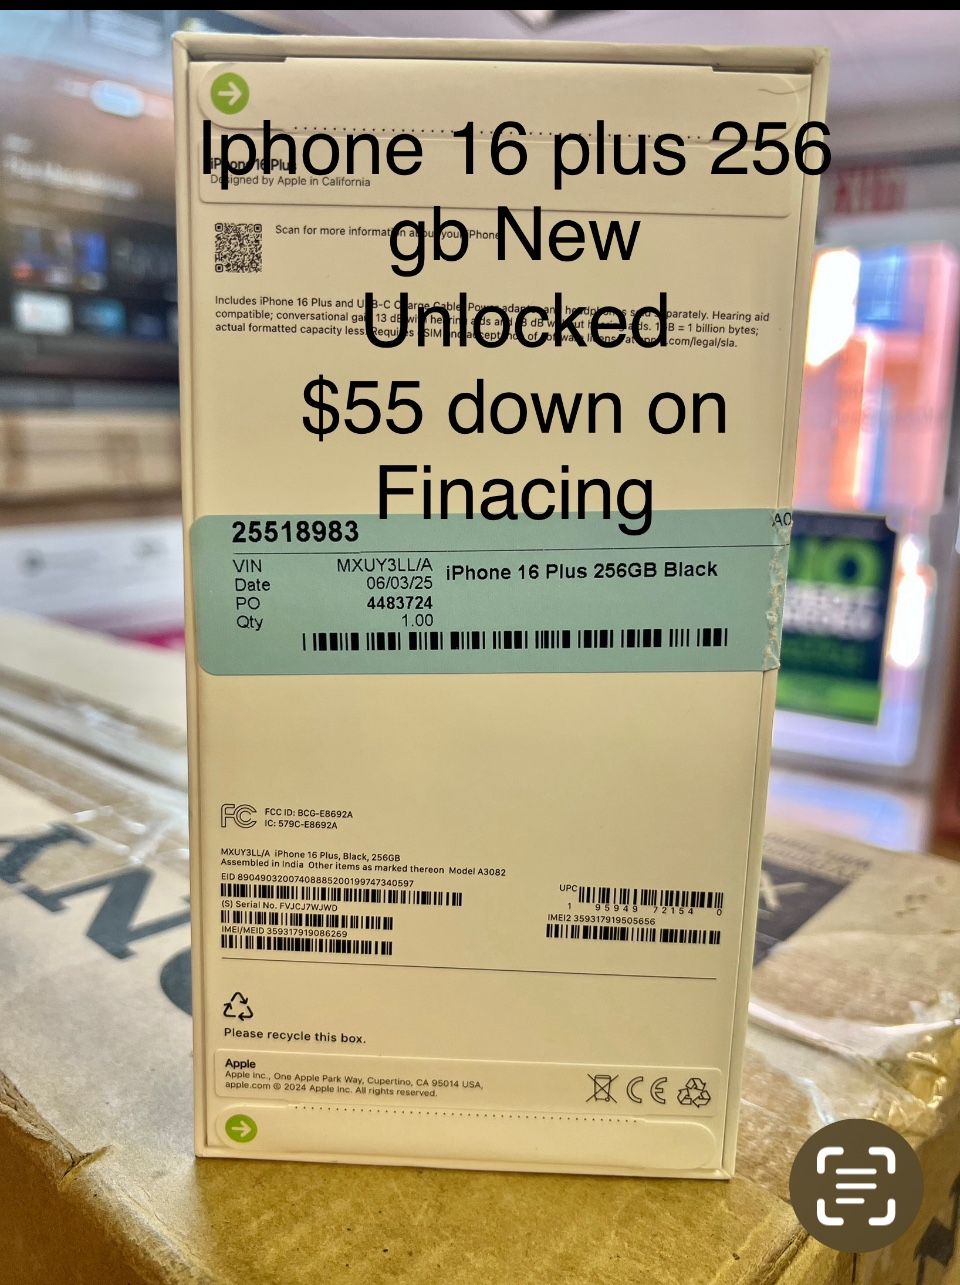 Iphone 16 plus 256
gb New
Unlocked
$55 down on
Finacing
iPhone 16 Plus
Designed by Apple in California
Scan for more information about your iPhone
Includes iPhone 16 Plus and USB-C Charge Cable. Power adapter and headphones sold separately. Hearing aid
compatible; conversational gain 13 dB with hearing aids and 18 dB without hearing aids. 1GB = 1 billion bytes;
actual formatted capacity less. Requires SIM and acceptance of software license at apple.com/legal/sla.
25518983
VIN MXUY3LL/A iPhone 16 Plus 256GB Black
Date 06/03/25
PO 4483724
Qty 1.00
FCC ID: BCG-E8692A
IC: 579C-E8692A
MXUY3LL/A iPhone 16 Plus, Black, 256GB
Assembled in India Other items as marked thereon Model A3082
EID 89049032007408885200199747340597
(S) Serial No. FVJCJ7WJWD
IMEI/MEID 359317919086269
UPC
1 95949 72154 0
IMEI2 359317919505656
Please recycle this box.
Apple
Apple Inc., One Apple Park Way, Cupertino, CA 95014 USA,
apple.com © 2024 Apple Inc. All rights reserved.
CE
NO